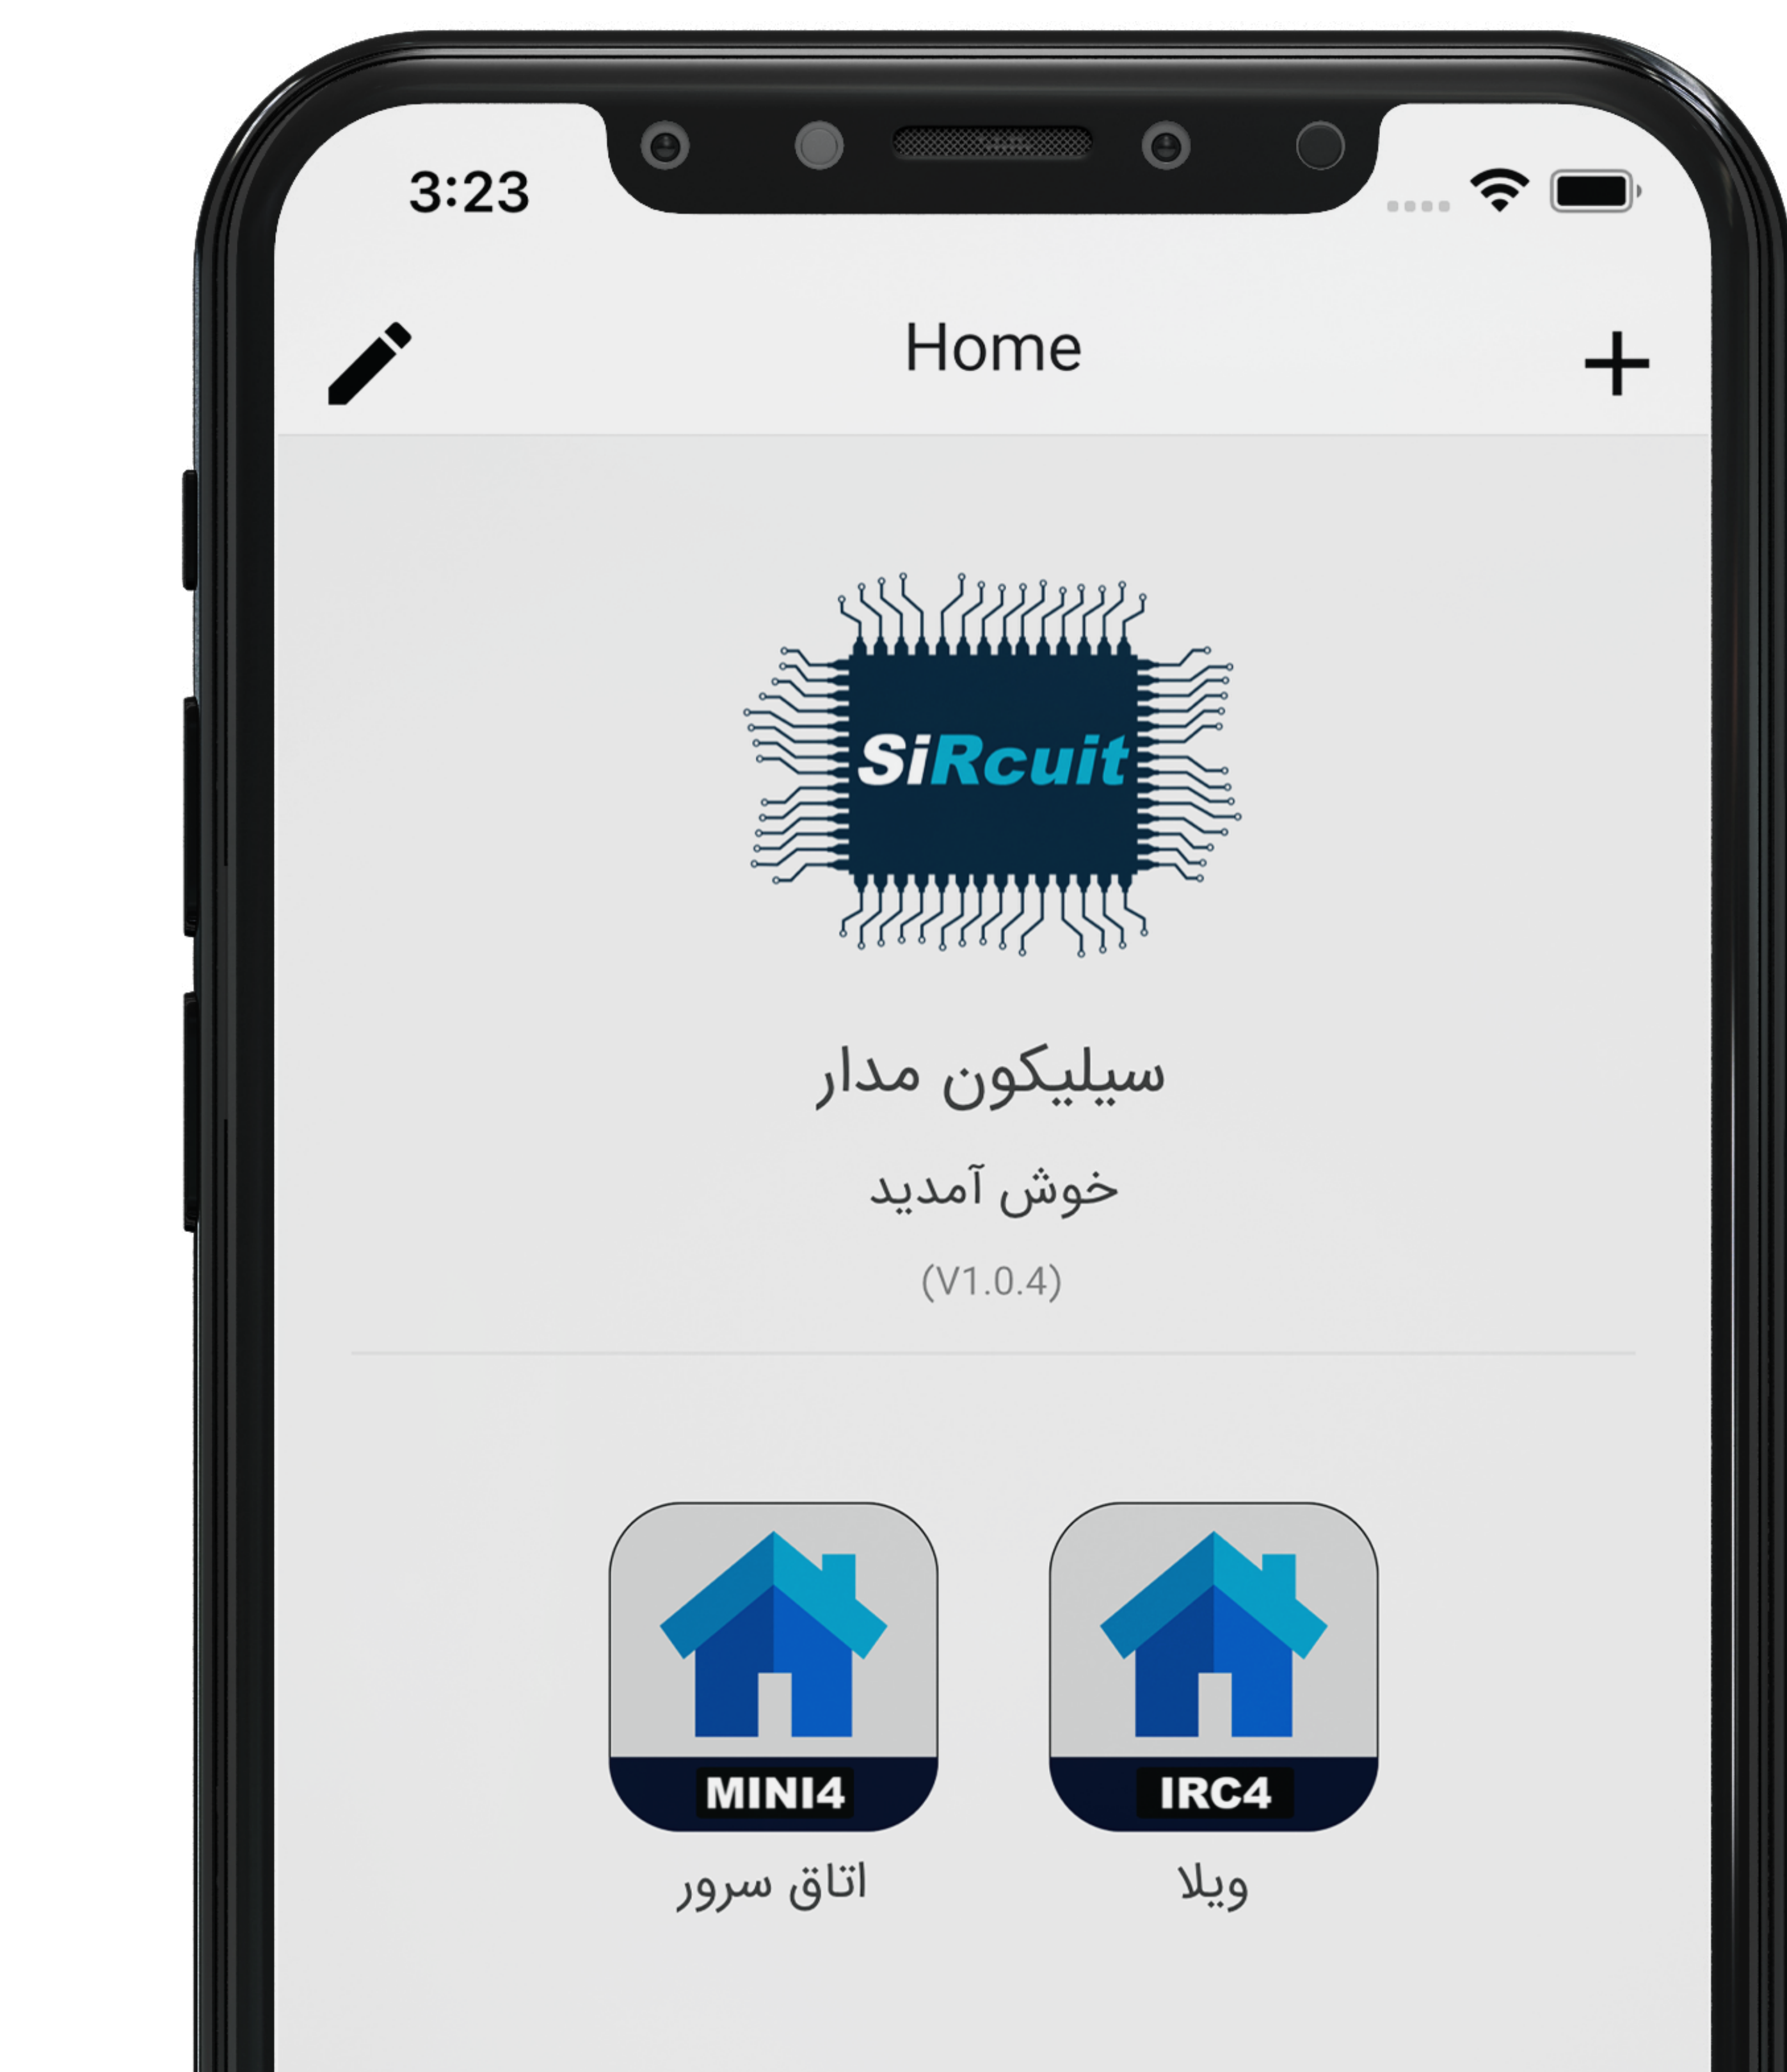 3:23
Home
SiRcuit
سیلیکون مدار
خوش آمدید
(V1.0.4)
IRC4
MINI4
ویلا
اتاق سرور